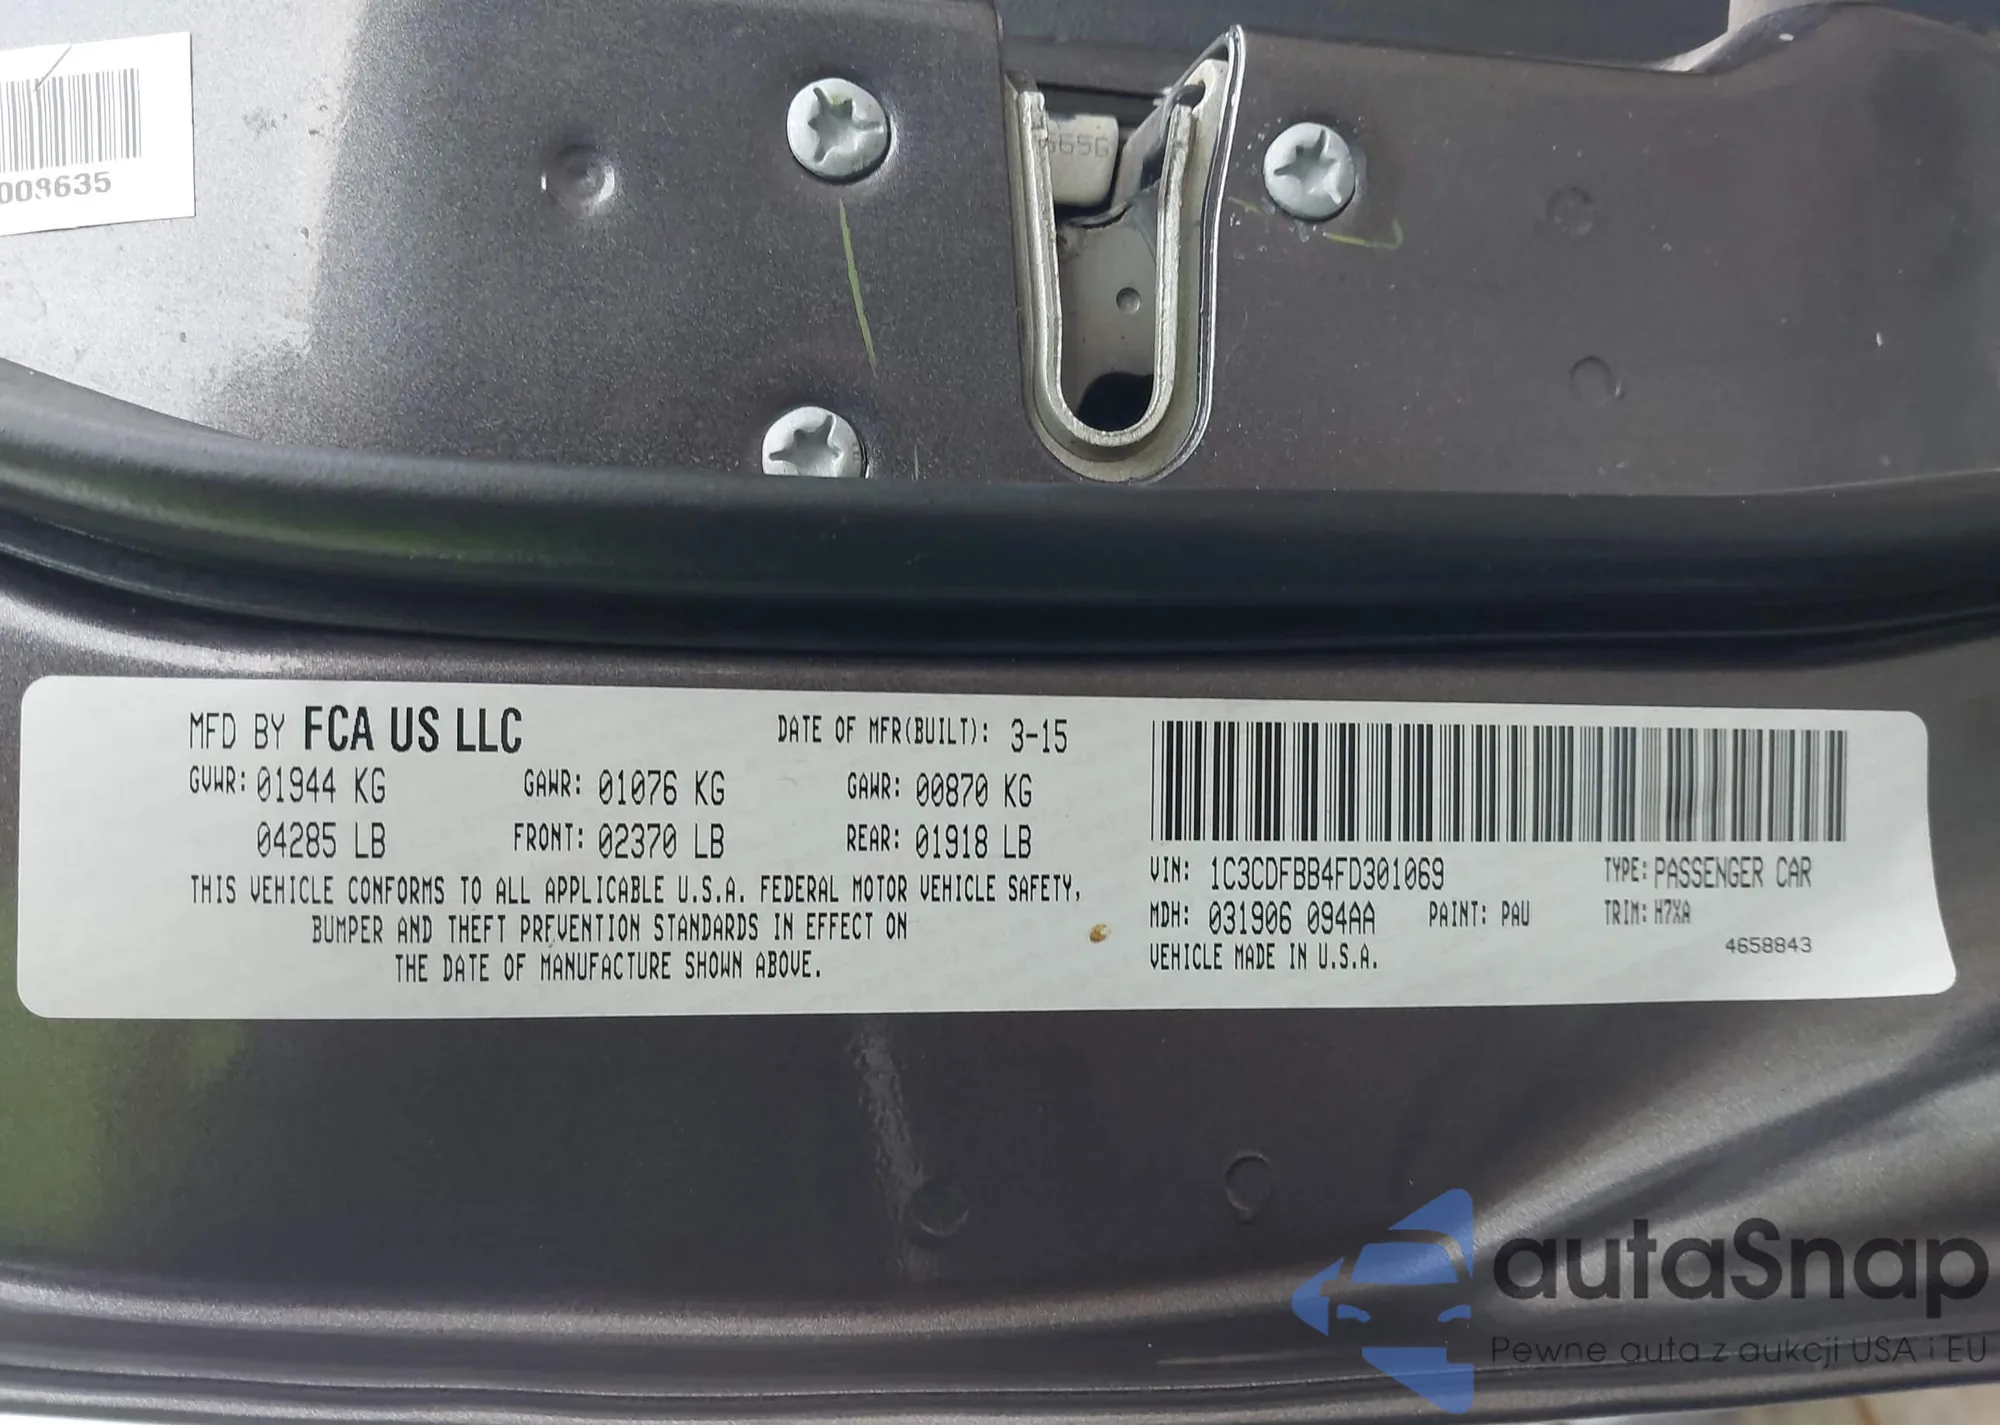 008635
665G
MFD BY FCA US LLC
DATE OF MFR(BUILT): 3-15
GVWR: 01944 KG GAWR: 01076 KG GAWR: 00870 KG
04285 LB FRONT: 02370 LB REAR: 01918 LB
THIS VEHICLE CONFORMS TO ALL APPLICABLE U.S.A. FEDERAL MOTOR VEHICLE SAFETY,
BUMPER AND THEFT PREVENTION STANDARDS IN EFFECT ON
THE DATE OF MANUFACTURE SHOWN ABOVE.
VIN: 1C3CDFBB4FD301069 TYPE: PASSENGER CAR
MDH: 031906 094AA PAINT: PAU TRIM: H7XA
VEHICLE MADE IN U.S.A. 4658843
autaSnap
Pewne auta z aukcji USA i EU